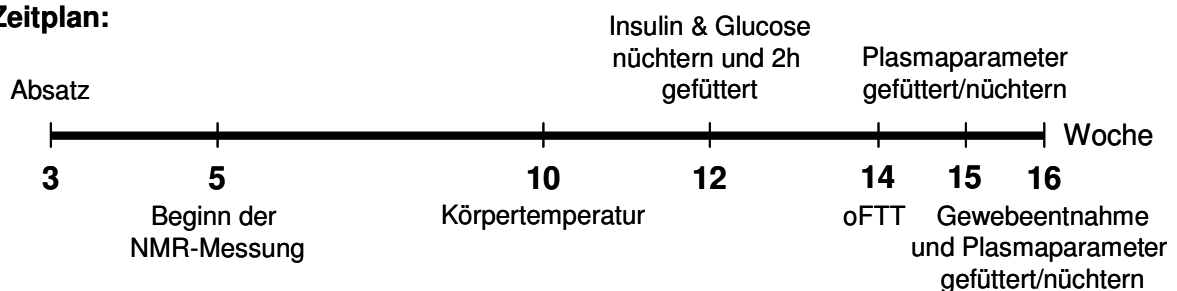 Zeitplan:
Insulin & Glucose
nüchtern und 2h
gefüttert
Plasmaparameter
gefüttert/nüchtern
Absatz
Woche
3 5 10 12 14 15 16
Beginn der
NMR-Messung
Körpertemperatur
oFTT
Gewebeentnahme
und Plasmaparameter
gefüttert/nüchtern